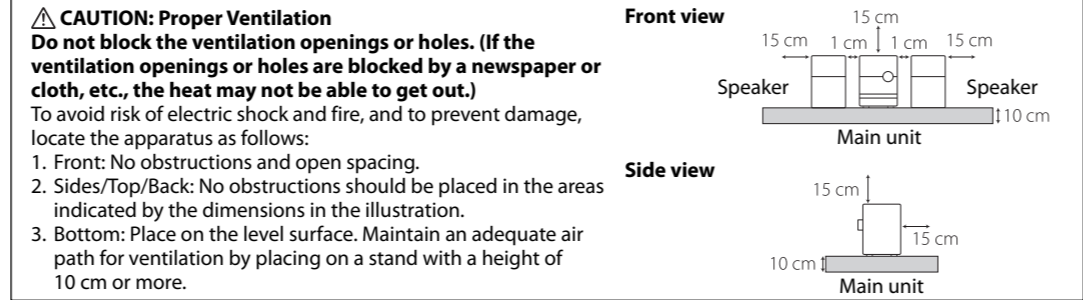 ⚠ CAUTION: Proper Ventilation
Do not block the ventilation openings or holes. (If the
ventilation openings or holes are blocked by a newspaper or
cloth, etc., the heat may not be able to get out.)
To avoid risk of electric shock and fire, and to prevent damage,
locate the apparatus as follows:
1. Front: No obstructions and open spacing.
2. Sides/Top/Back: No obstructions should be placed in the areas
indicated by the dimensions in the illustration.
3. Bottom: Place on the level surface. Maintain an adequate air
path for ventilation by placing on a stand with a height of
10 cm or more.
Front view
15 cm
15 cm 1 cm 1 cm 15 cm
Speaker Speaker
10 cm
Main unit
Side view
15 cm
15 cm
10 cm
Main unit